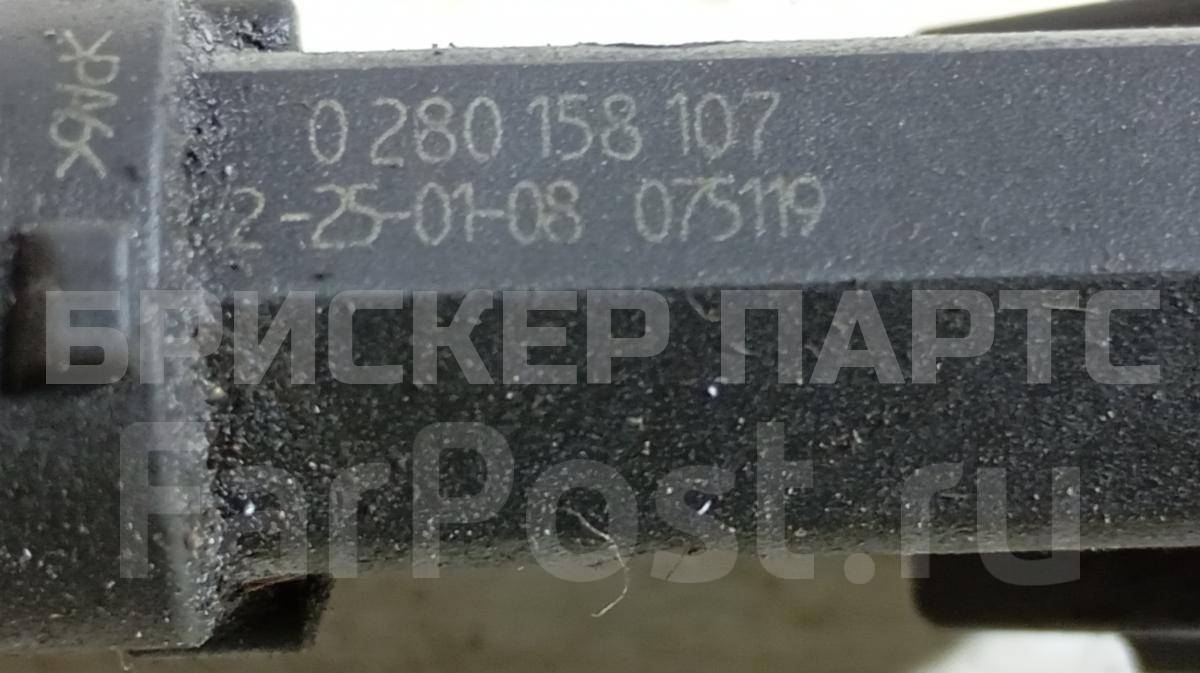 0 280 158 107
2-25-01-08 075119
БРИСКЕР ПАРТС
FarPost.ru